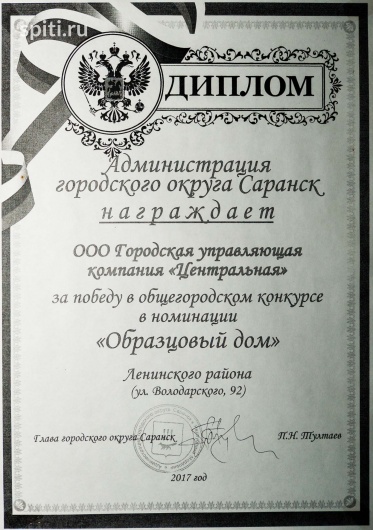 spiti.ru
ДИПЛОМ
Администрация
городского округа Саранск
награждает
ООО Городская управляющая
компания «Центральная»
за победу в общегородском конкурсе
в номинации
«Образцовый дом»
Ленинского района
(ул. Володарского, 92)
Глава городского округа Саранск П.Н. Тултаев
2017 год